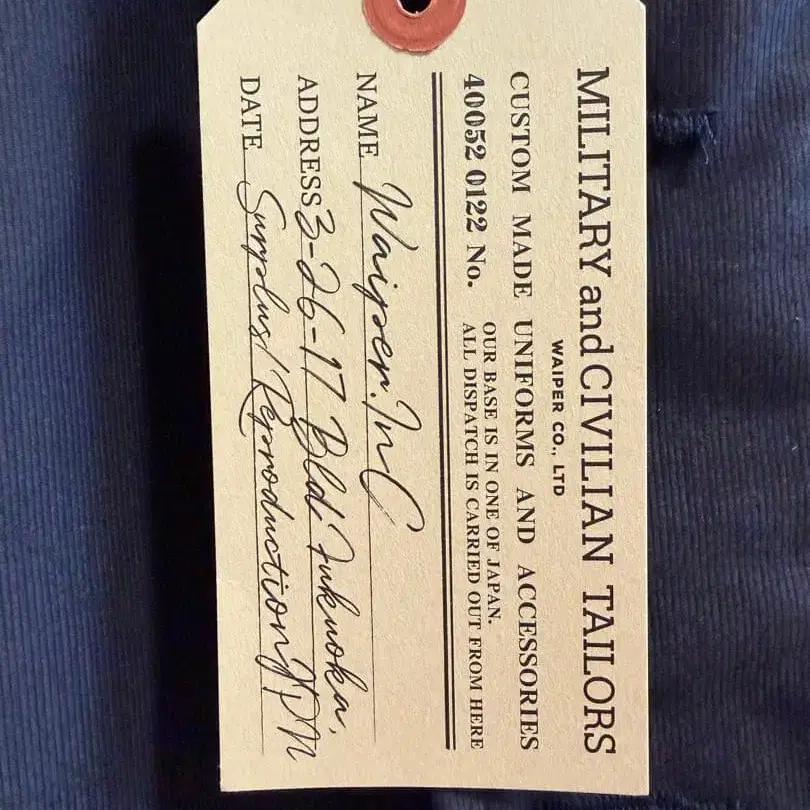 MILITARY and CIVILIAN TAILORS
WAIPER CO., LTD
CUSTOM MADE UNIFORMS AND ACCESSORIES
40052 0122 No.
OUR BASE IS IN ONE OF JAPAN.
ALL DISPATCH IS CARRIED OUT FROM HERE
NAME Waiper.InC
ADDRESS 3-26-17 Bldi Fukuoka,
DATE Surplus/Reproduction JPN